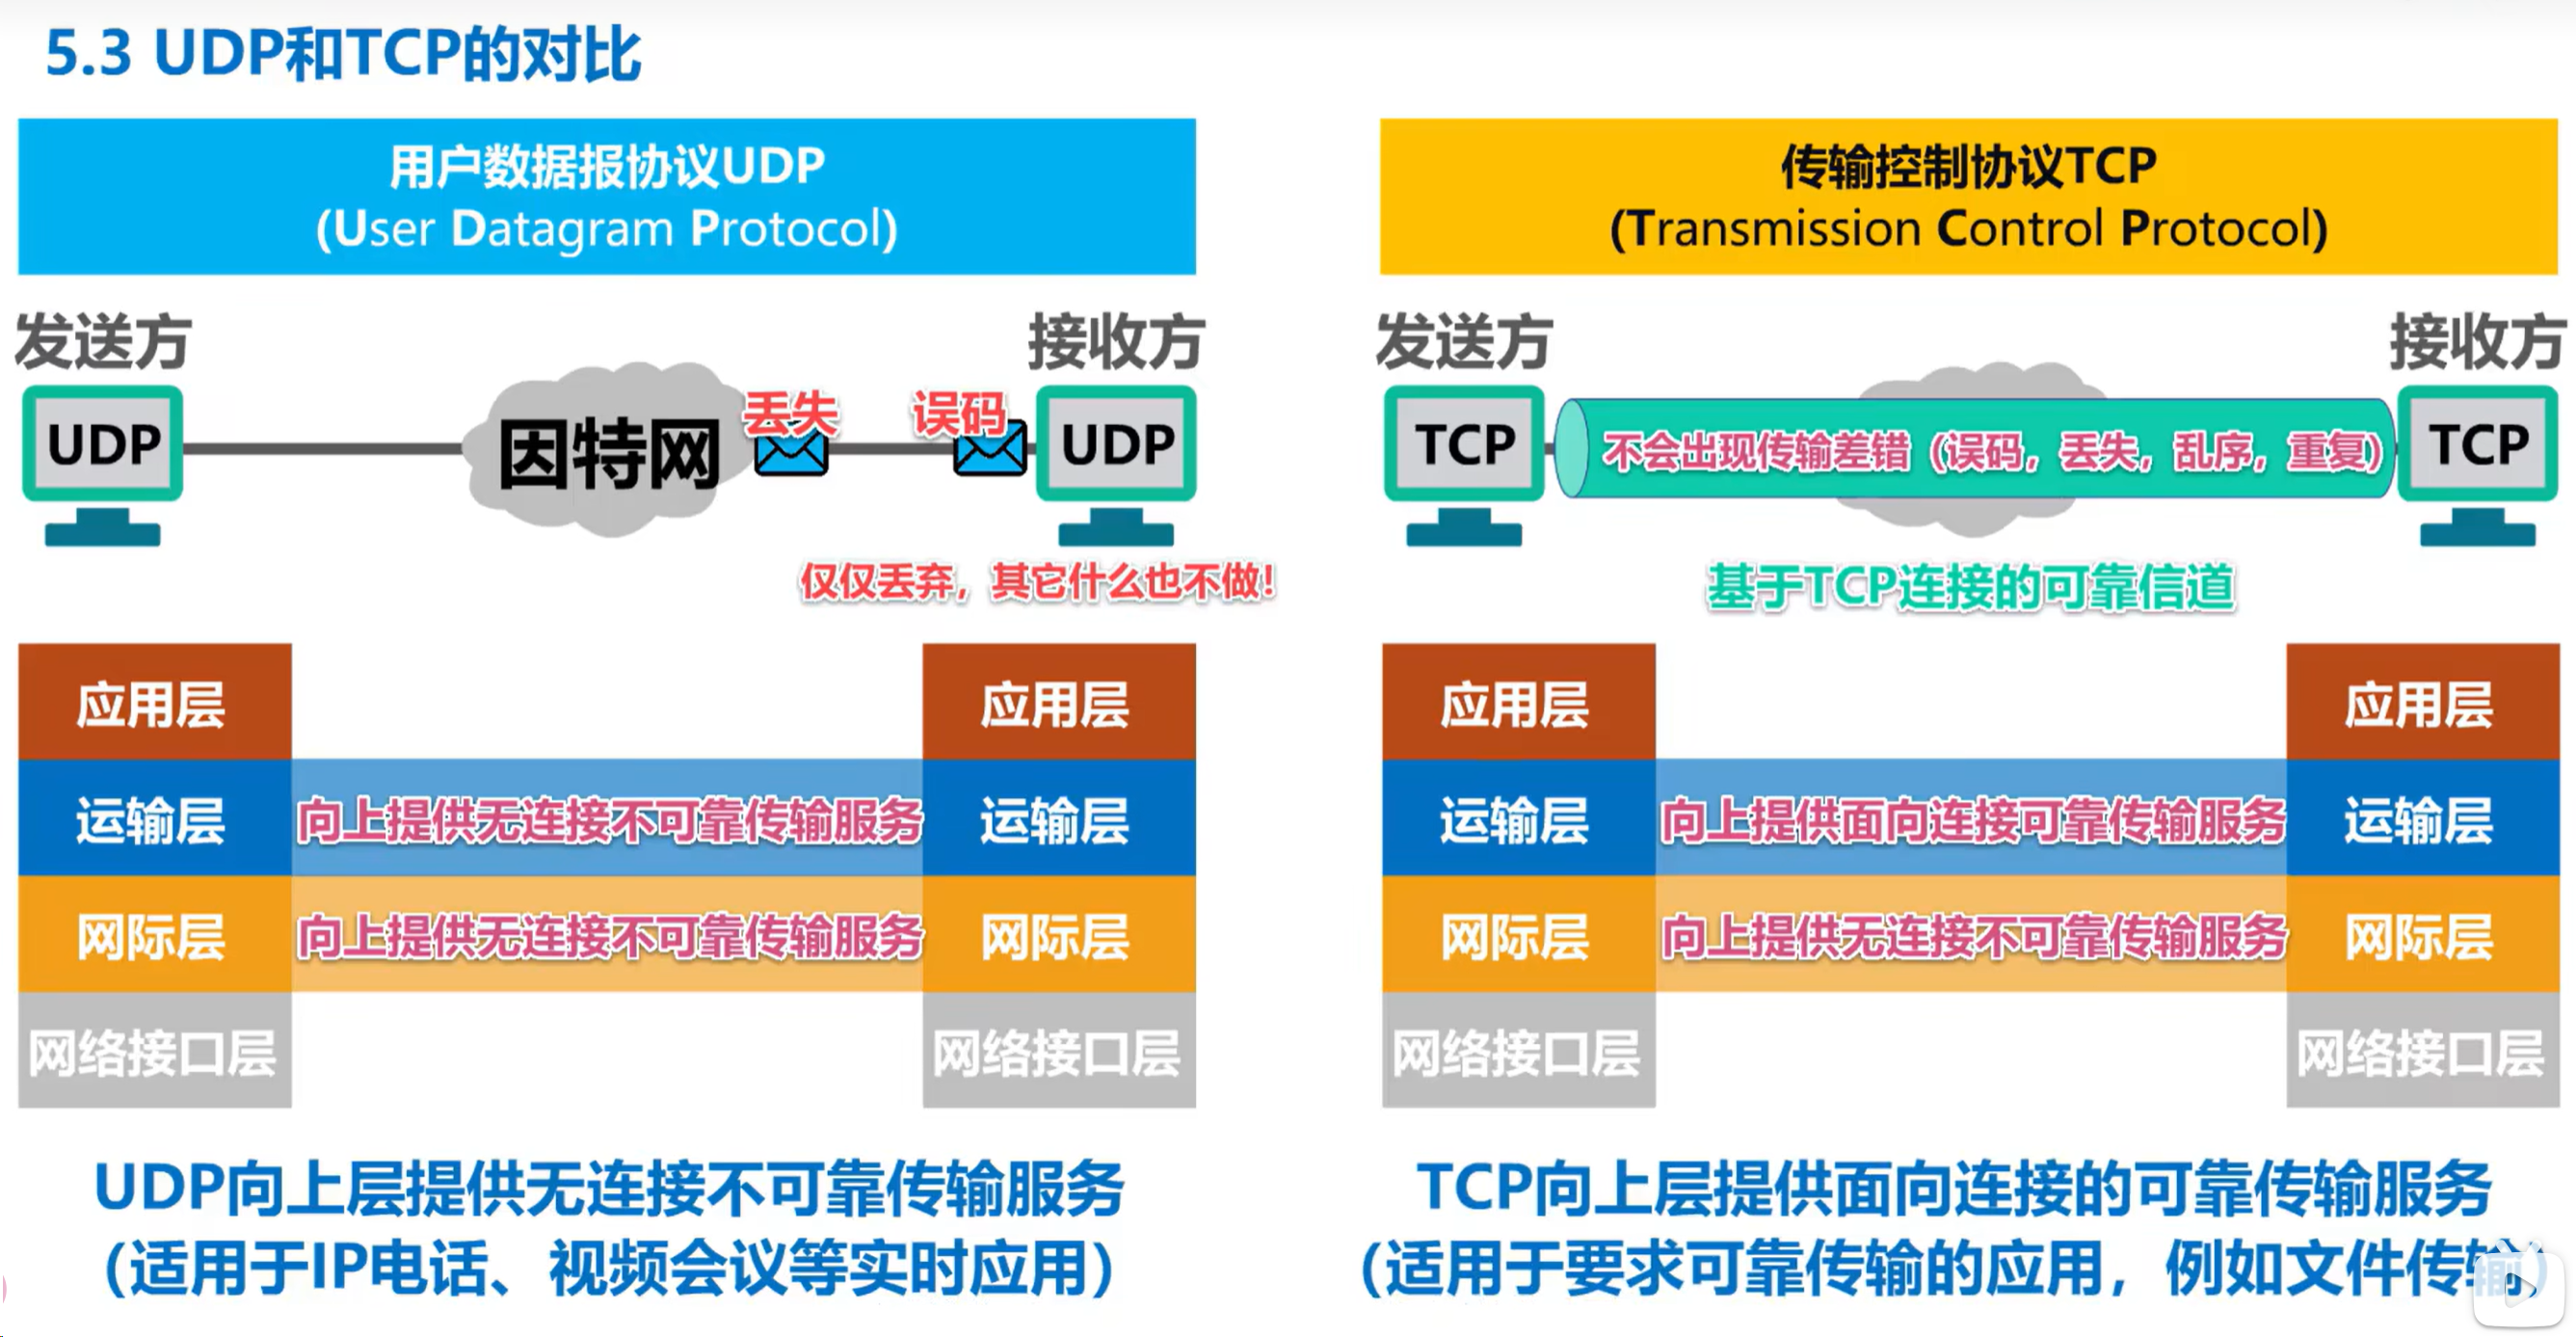 5.3 UDP和TCP的对比
用户数据报协议UDP
(User Datagram Protocol)
发送方
接收方
UDP
因特网
丢失
误码
UDP
仅仅丢弃，其它什么也不做！
应用层
应用层
运输层
向上提供无连接不可靠传输服务
运输层
网际层
向上提供无连接不可靠传输服务
网际层
网络接口层
网络接口层
UDP向上层提供无连接不可靠传输服务
（适用于IP电话、视频会议等实时应用）
传输控制协议TCP
(Transmission Control Protocol)
发送方
接收方
TCP
不会出现传输差错（误码，丢失，乱序，重复）
TCP
基于TCP连接的可靠信道
应用层
应用层
运输层
向上提供面向连接可靠传输服务
运输层
网际层
向上提供无连接不可靠传输服务
网际层
网络接口层
网络接口层
TCP向上层提供面向连接的可靠传输服务
（适用于要求可靠传输的应用，例如文件传输）